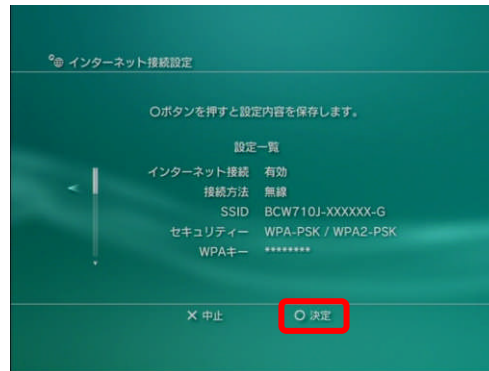 インターネット接続設定
○ボタンを押すと設定内容を保存します。
設定一覧
インターネット接続 有効
接続方法 無線
SSID BCW710J-XXXXXX-G
セキュリティー WPA-PSK / WPA2-PSK
WPAキー ********
✕ 中止 ○ 決定